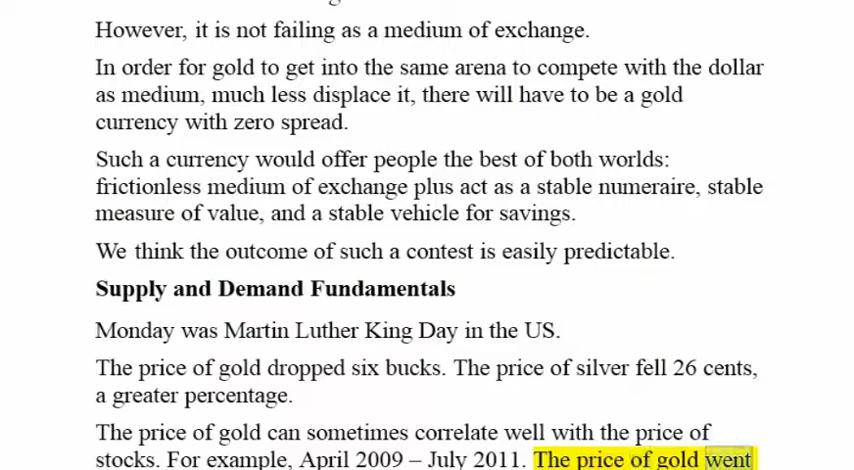 However, it is not failing as a medium of exchange.
In order for gold to get into the same arena to compete with the dollar
as medium, much less displace it, there will have to be a gold
currency with zero spread.
Such a currency would offer people the best of both worlds:
frictionless medium of exchange plus act as a stable numeraire, stable
measure of value, and a stable vehicle for savings.
We think the outcome of such a contest is easily predictable.
Supply and Demand Fundamentals
Monday was Martin Luther King Day in the US.
The price of gold dropped six bucks. The price of silver fell 26 cents,
a greater percentage.
The price of gold can sometimes correlate well with the price of
stocks. For example, April 2009 – July 2011. The price of gold went